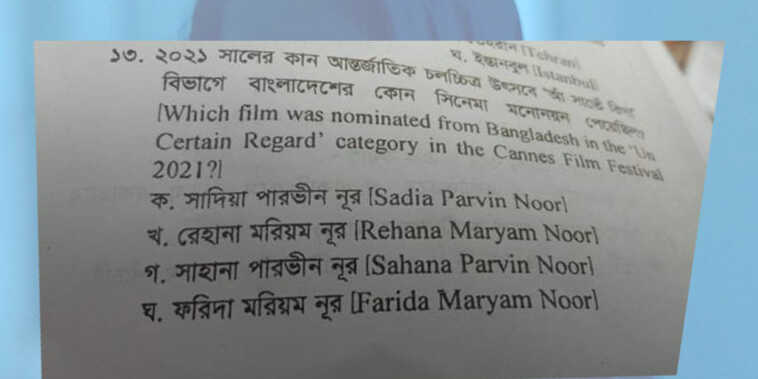 ঘ. ইস্তানবুল [Istanbul]
১৩. ২০২১ সালের কান আন্তর্জাতিক চলচ্চিত্র উৎসবে 'আঁ সার্তেঁ
বিভাগে বাংলাদেশের কোন সিনেমা মনোনয়ন পেয়েছিল
[Which film was nominated from Bangladesh in the 'Un
Certain Regard' category in the Cannes Film Festival
2021?]
ক. সাদিয়া পারভীন নূর [Sadia Parvin Noor]
খ. রেহানা মরিয়ম নূর [Rehana Maryam Noor]
গ. সাহানা পারভীন নূর [Sahana Parvin Noor]
ঘ. ফরিদা মরিয়ম নূর [Farida Maryam Noor]